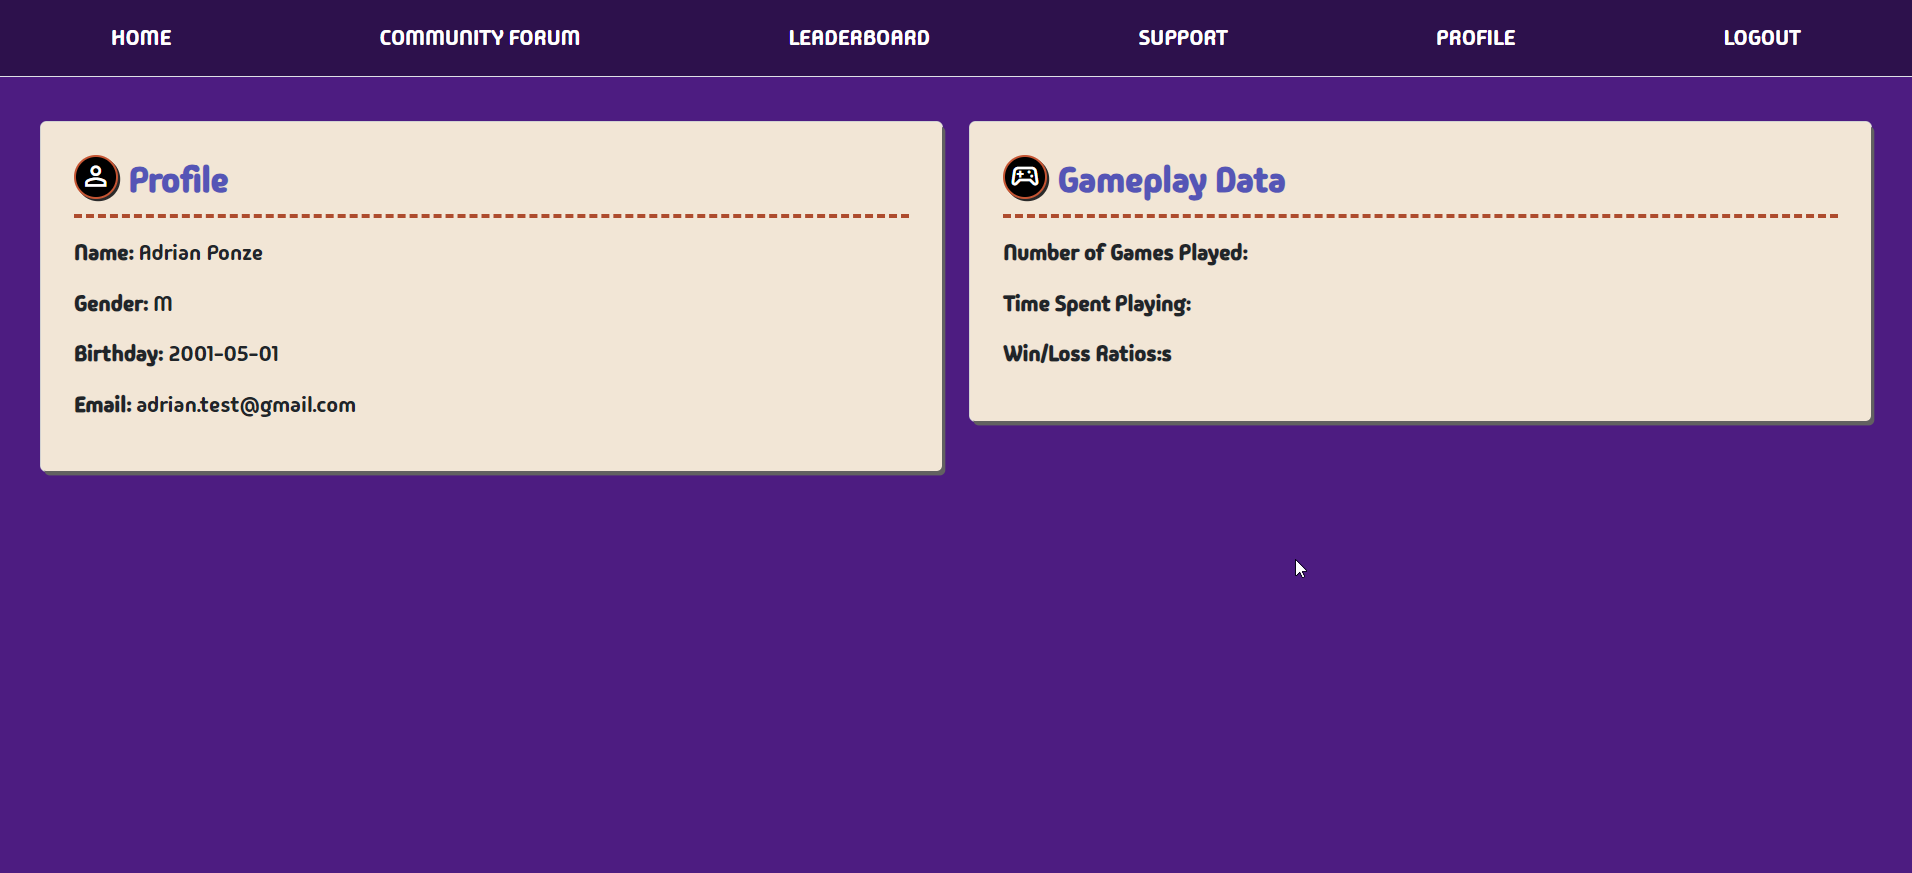 HOME COMMUNITY FORUM LEADERBOARD SUPPORT PROFILE LOGOUT
Profile
Name: Adrian Ponze
Gender: M
Birthday: 2001-05-01
Email: adrian.test@gmail.com
Gameplay Data
Number of Games Played:
Time Spent Playing:
Win/Loss Ratios:s